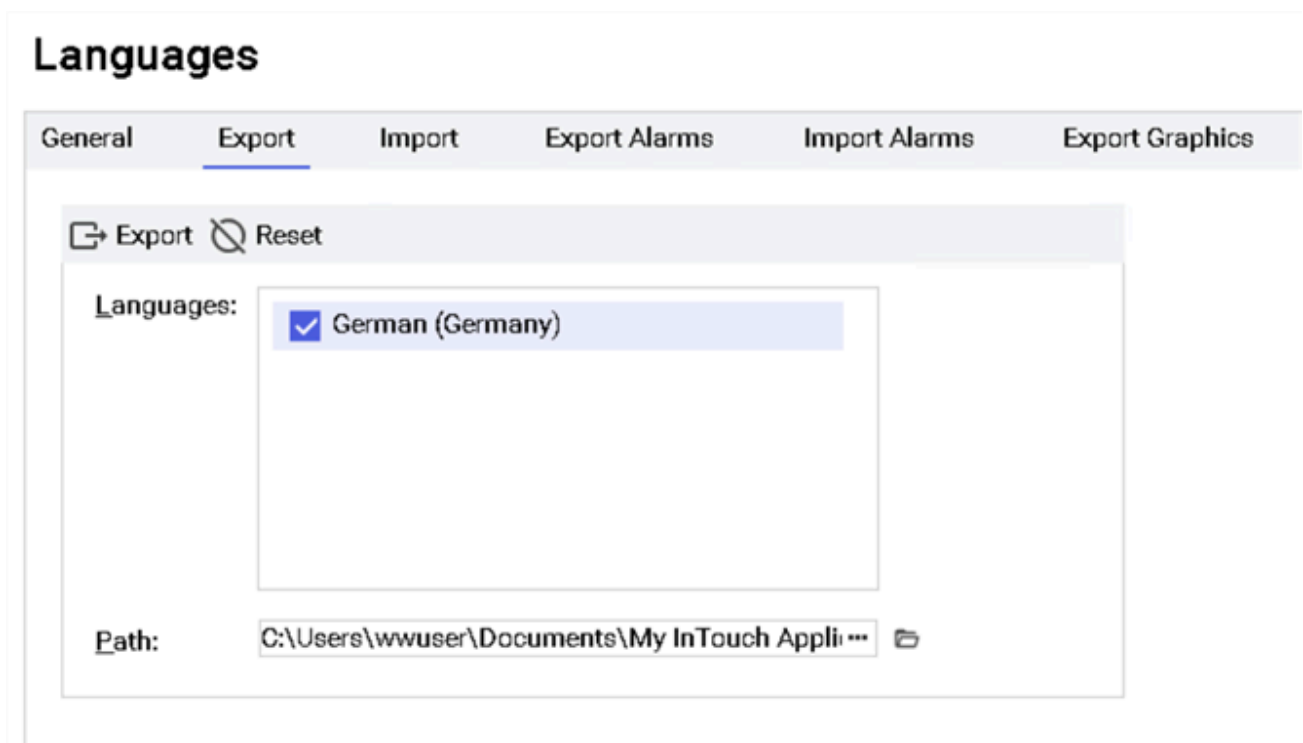 Languages
General Export Import Export Alarms Import Alarms Export Graphics
Export Reset
Languages: German (Germany)
Path: C:\Users\wwuser\Documents\My InTouch Appli ...